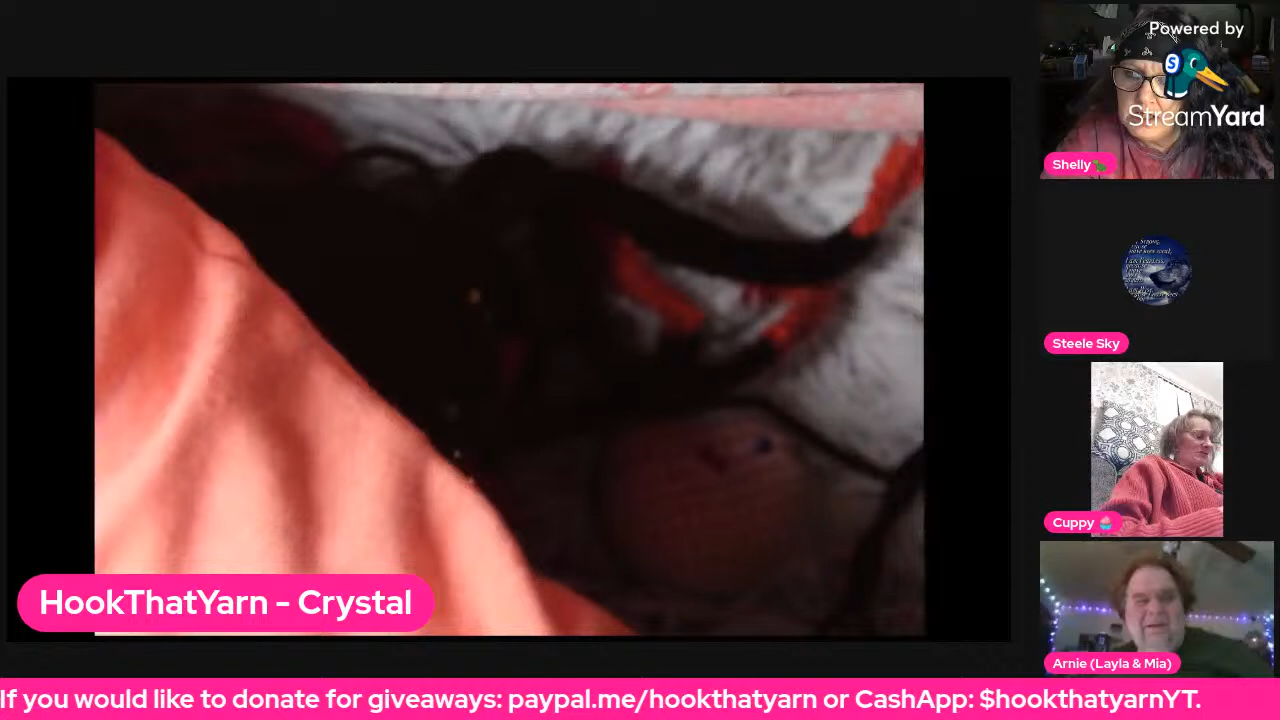 Powered by
S
StreamYard
Shelly
Steele Sky
Cuppy
HookThatYarn - Crystal
Arnie (Layla & Mia)
If you would like to donate for giveaways: paypal.me/hookthatyarn or CashApp: $hookthatyarnYT.